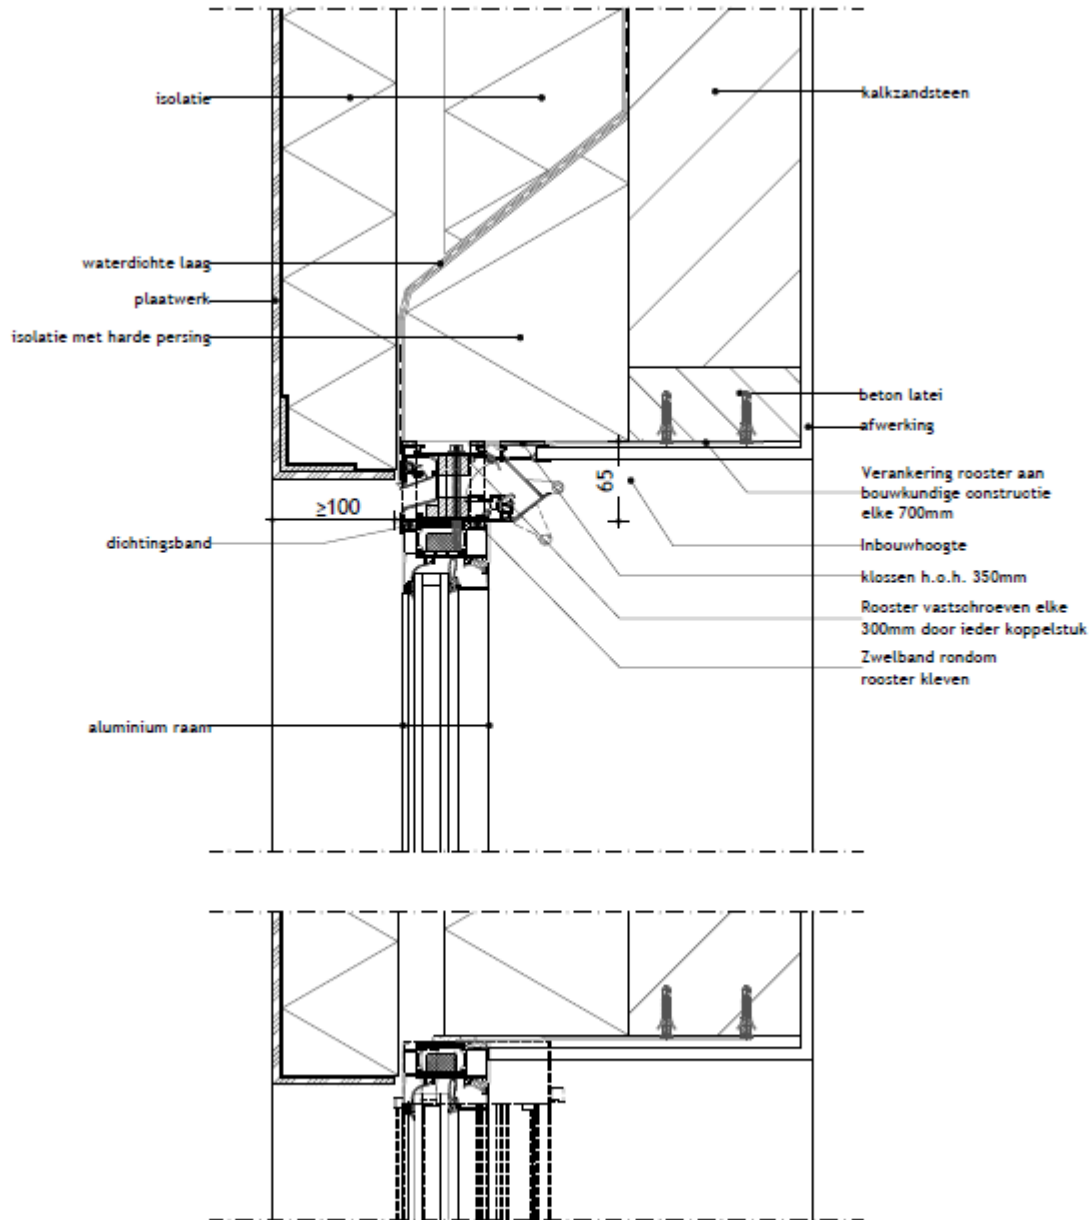 isolatie
kalkzandsteen
waterdichte laag
plaatwerk
isolatie met harde persing
beton latei
afwerking
Verankering rooster aan
bouwkundige constructie
elke 700mm
65
≥100
dichtingsband
Inbouwhoogte
klossen h.o.h. 350mm
Rooster vastschroeven elke
300mm door ieder koppelstuk
Zwelband rondom
rooster kleven
aluminium raam